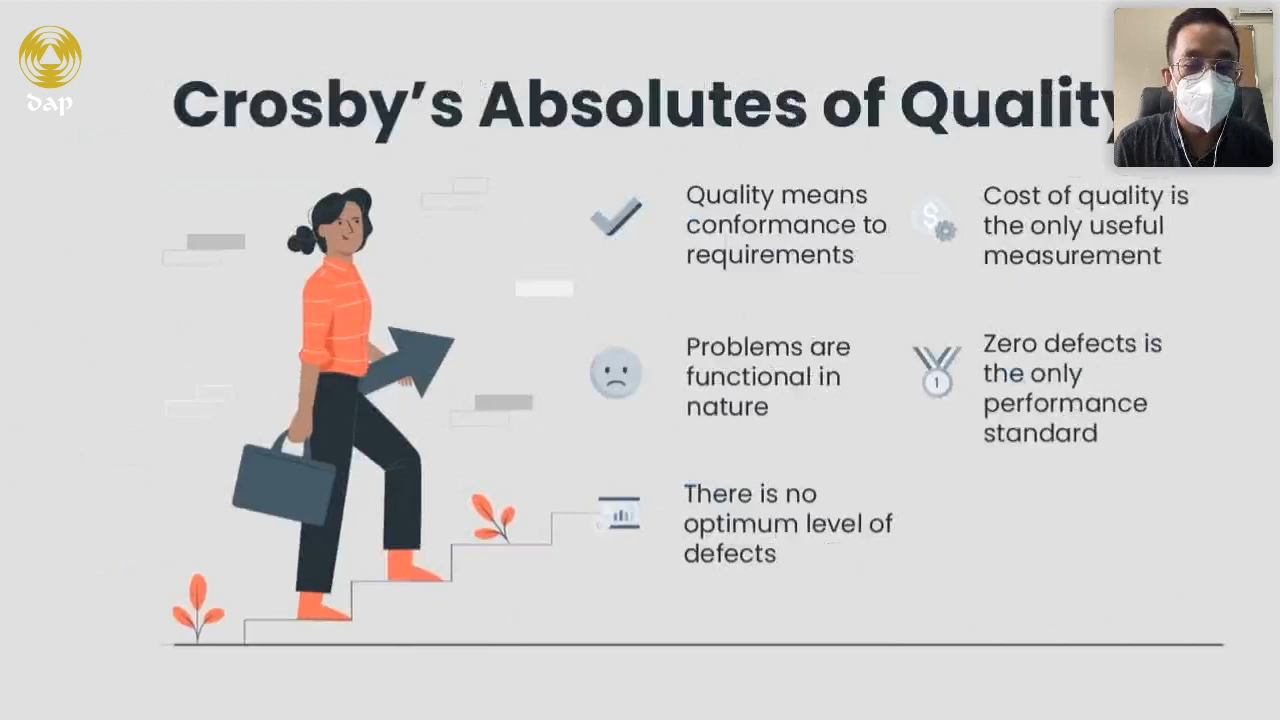 dap
Crosby's Absolutes of Quality
Quality means
conformance to
requirements
Cost of quality is
the only useful
measurement
Problems are
functional in
nature
Zero defects is
the only
performance
standard
1
There is no
optimum level of
defects